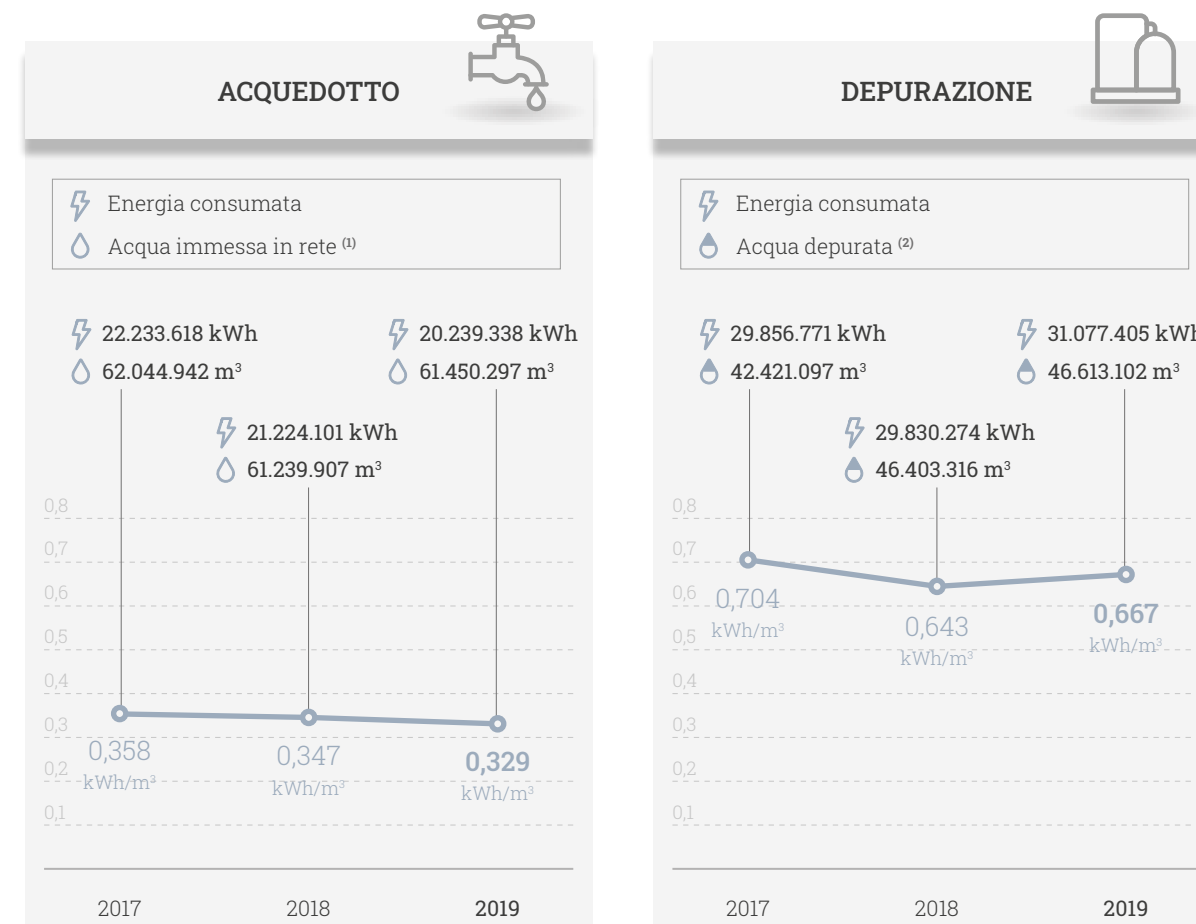 ACQUEDOTTO
Energia consumata
Acqua immessa in rete (1)
22.233.618 kWh
62.044.942 m³
20.239.338 kWh
61.450.297 m³
21.224.101 kWh
61.239.907 m³
0,8
0,7
0,6
0,5
0,4
0,3
0,2
0,1
0,358
kWh/m³
0,347
kWh/m³
0,329
kWh/m³
2017 2018 2019
DEPURAZIONE
Energia consumata
Acqua depurata (2)
29.856.771 kWh
42.421.097 m³
31.077.405 kWh
46.613.102 m³
29.830.274 kWh
46.403.316 m³
0,8
0,7
0,6
0,5
0,4
0,3
0,2
0,1
0,704
kWh/m³
0,643
kWh/m³
0,667
kWh/m³
2017 2018 2019